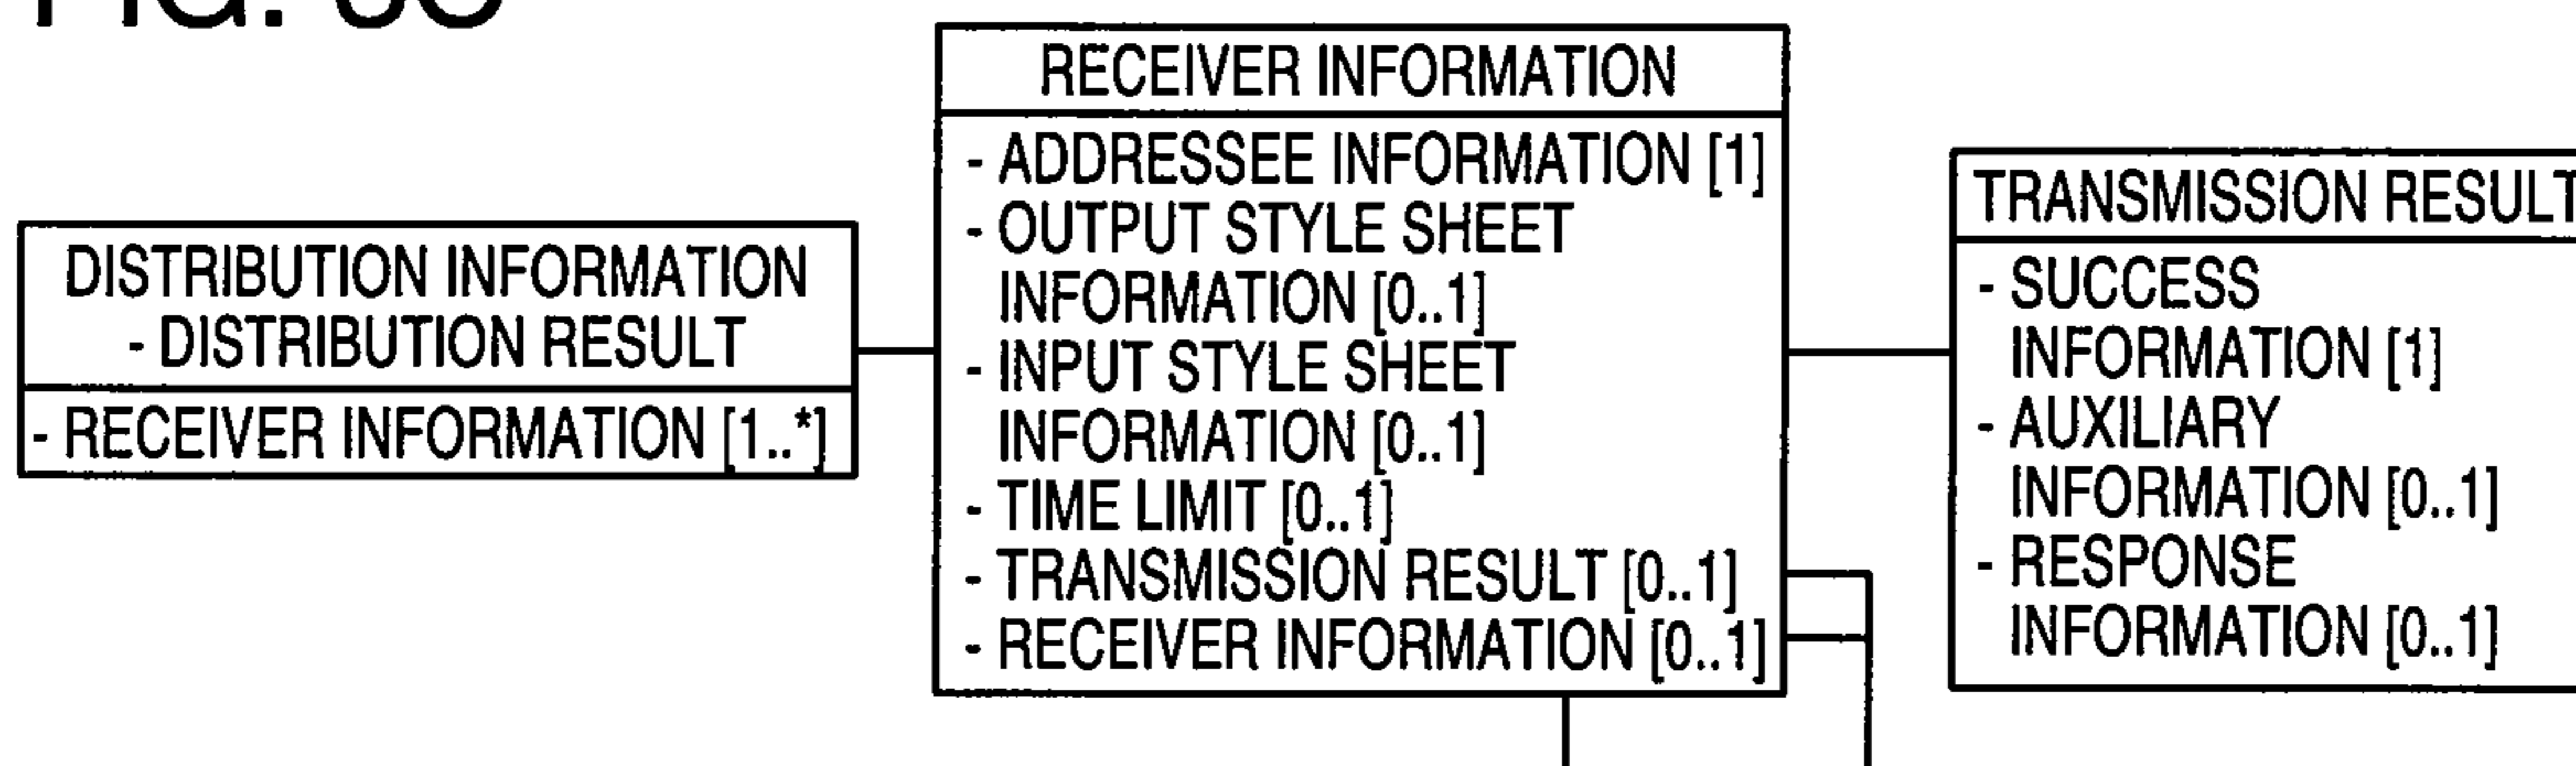 DISTRIBUTION INFORMATION
- DISTRIBUTION RESULT
- RECEIVER INFORMATION [1..*]
RECEIVER INFORMATION
- ADDRESSEE INFORMATION [1]
- OUTPUT STYLE SHEET
INFORMATION [0..1]
- INPUT STYLE SHEET
INFORMATION [0..1]
- TIME LIMIT [0..1]
- TRANSMISSION RESULT [0..1]
- RECEIVER INFORMATION [0..1]
TRANSMISSION RESULT
- SUCCESS
INFORMATION [1]
- AUXILIARY
INFORMATION [0..1]
- RESPONSE
INFORMATION [0..1]